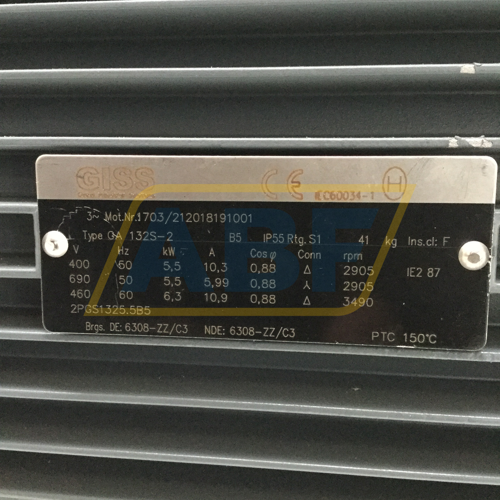 GISS
CE IEC60034-1 H
3~ Mot.Nr.1703/212018191001
Type QA 132S-2 B5 IP55 Rtg. S1 41 kg Ins.cl; F
V Hz kW A Cos φ Conn rpm
400 60 5,5 10,3 0,88 Δ 2905 IE2 87
690 50 5,5 5,99 0,88 Y 2905
460 60 6,3 10,9 0,88 Δ 3490
2PGS1325.5B5
Brgs. DE: 6308-ZZ/C3 NDE: 6308-ZZ/C3 PTC 150°C
ABF